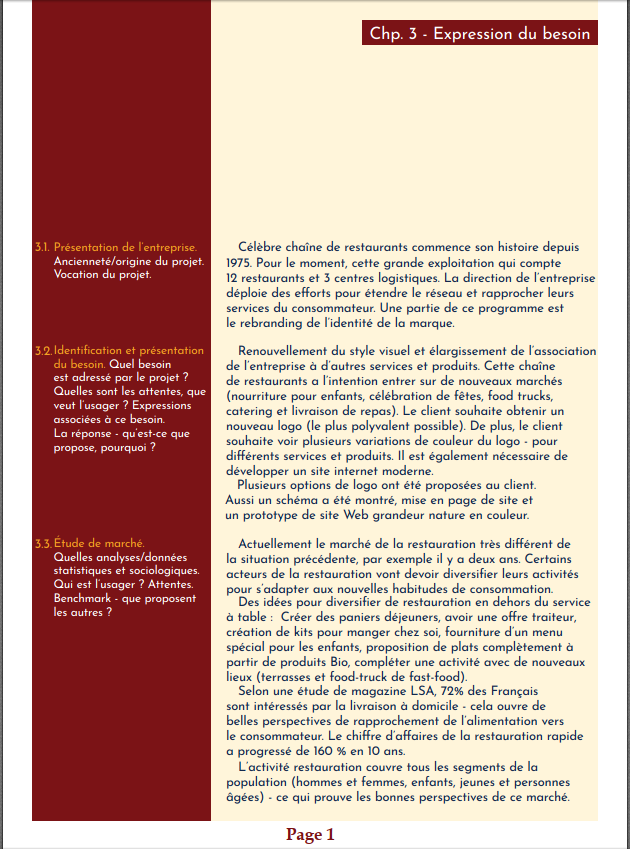 Chp. 3 - Expression du besoin
3.1. Présentation de l'entreprise.
Ancienneté/origine du projet.
Vocation du projet.
Célèbre chaîne de restaurants commence son histoire depuis
1975. Pour le moment, cette grande exploitation qui compte
12 restaurants et 3 centres logistiques. La direction de l'entreprise
déploie des efforts pour étendre le réseau et rapprocher leurs
services du consommateur. Une partie de ce programme est
le rebranding de l'identité de la marque.
3.2. Identification et présentation
du besoin. Quel besoin
est adressé par le projet ?
Quelles sont les attentes, que
veut l'usager ? Expressions
associées à ce besoin.
La réponse - qu'est-ce que
propose, pourquoi ?
Renouvellement du style visuel et élargissement de l'association
de l'entreprise à d'autres services et produits. Cette chaîne
de restaurants a l'intention entrer sur de nouveaux marchés
(nourriture pour enfants, célébration de fêtes, food trucks,
catering et livraison de repas). Le client souhaite obtenir un
nouveau logo (le plus polyvalent possible). De plus, le client
souhaite voir plusieurs variations de couleur du logo - pour
différents services et produits. Il est également nécessaire de
développer un site internet moderne.
Plusieurs options de logo ont été proposées au client.
Aussi un schéma a été montré, mise en page de site et
un prototype de site Web grandeur nature en couleur.
3.3. Étude de marché.
Quelles analyses/données
statistiques et sociologiques.
Qui est l'usager ? Attentes.
Benchmark - que proposent
les autres ?
Actuellement le marché de la restauration très différent de
la situation précédente, par exemple il y a deux ans. Certains
acteurs de la restauration vont devoir diversifier leurs activités
pour s'adapter aux nouvelles habitudes de consommation.
Des idées pour diversifier de restauration en dehors du service
à table : Créer des paniers déjeuners, avoir une offre traiteur,
création de kits pour manger chez soi, fourniture d'un menu
spécial pour les enfants, proposition de plats complètement à
partir de produits Bio, compléter une activité avec de nouveaux
lieux (terrasses et food-truck de fast-food).
Selon une étude de magazine LSA, 72% des Français
sont intéressés par la livraison à domicile - cela ouvre de
belles perspectives de rapprochement de l'alimentation vers
le consommateur. Le chiffre d'affaires de la restauration rapide
a progressé de 160 % en 10 ans.
L'activité restauration couvre tous les segments de la
population (hommes et femmes, enfants, jeunes et personnes
âgées) - ce qui prouve les bonnes perspectives de ce marché.
Page 1